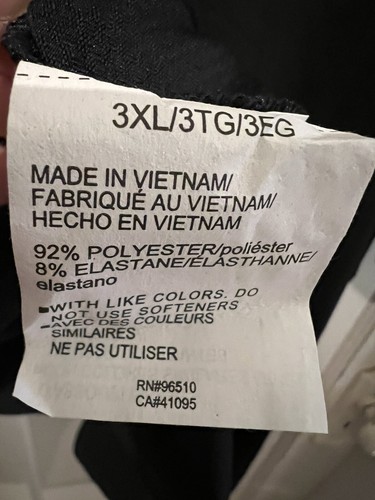 3XL/3TG/3EG
MADE IN VIETNAM/
FABRIQUÉ AU VIETNAM/
HECHO EN VIETNAM
92% POLYESTER/poliéster
8% ELASTANE/ÉLASTHANNE/
elastano
WITH LIKE COLORS. DO
NOT USE SOFTENERS
AVEC DES COULEURS
SIMILAIRES
NE PAS UTILISER
RN#96510
CA#41095